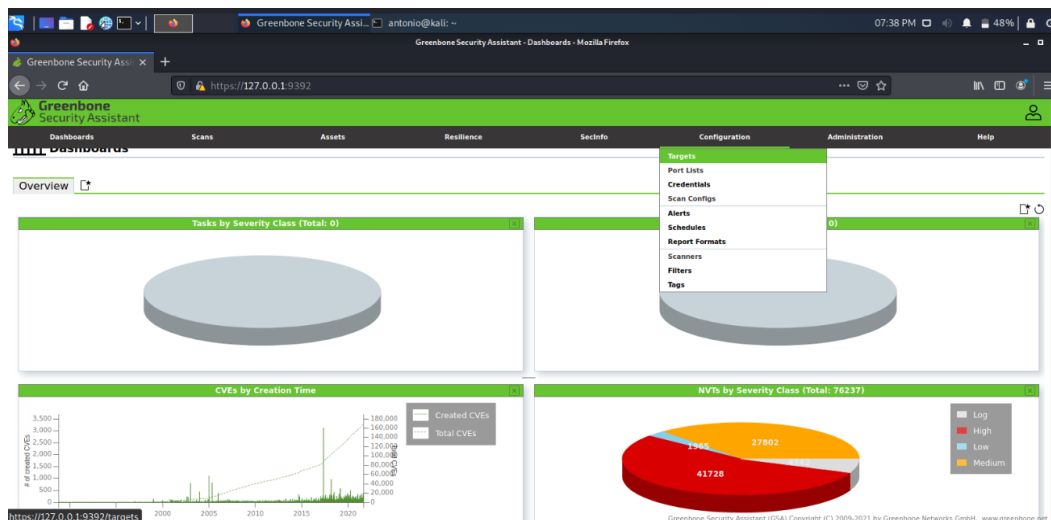 Greenbone Security Assi...
antonio@kali: ~
07:38 PM
48%
Greenbone Security Assistant - Dashboards - Mozilla Firefox
Greenbone Security Assi
https://127.0.0.1:9392
Greenbone
Security Assistant
Dashboards Scans Assets Resilience SecInfo Configuration Administration Help
Dashboards
Targets
Port Lists
Credentials
Scan Configs
Alerts
Schedules
Report Formats
Scanners
Filters
Tags
Overview
Tasks by Severity Class (Total: 0)
0)
CVEs by Creation Time
3,500
3,000
2,500
2,000
1,500
1,000
500
0
# of created CVEs
2000 2005 2010 2015 2020
180,000
160,000
140,000
120,000
100,000
80,000
60,000
40,000
20,000
0
Total CVEs
Created CVEs
Total CVEs
NVTs by Severity Class (Total: 76237)
1965
27802
41728
Log
High
Low
Medium
https://127.0.0.1:9392/targets
Greenbone Security Assistant (GSA) Copyright (C) 2009-2021 by Greenbone Networks GmbH, www.greenbone.net